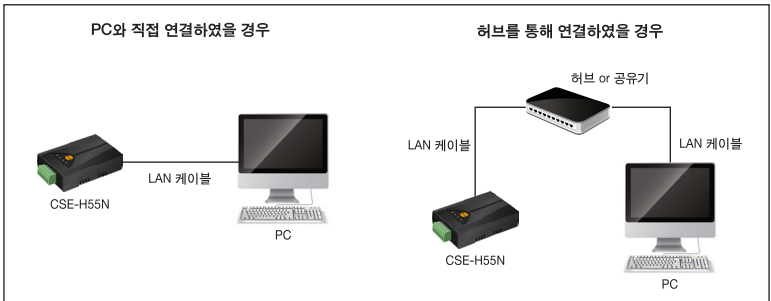 PC와 직접 연결하였을 경우
LAN 케이블
CSE-H55N
PC
허브를 통해 연결하였을 경우
허브 or 공유기
LAN 케이블
LAN 케이블
CSE-H55N
PC